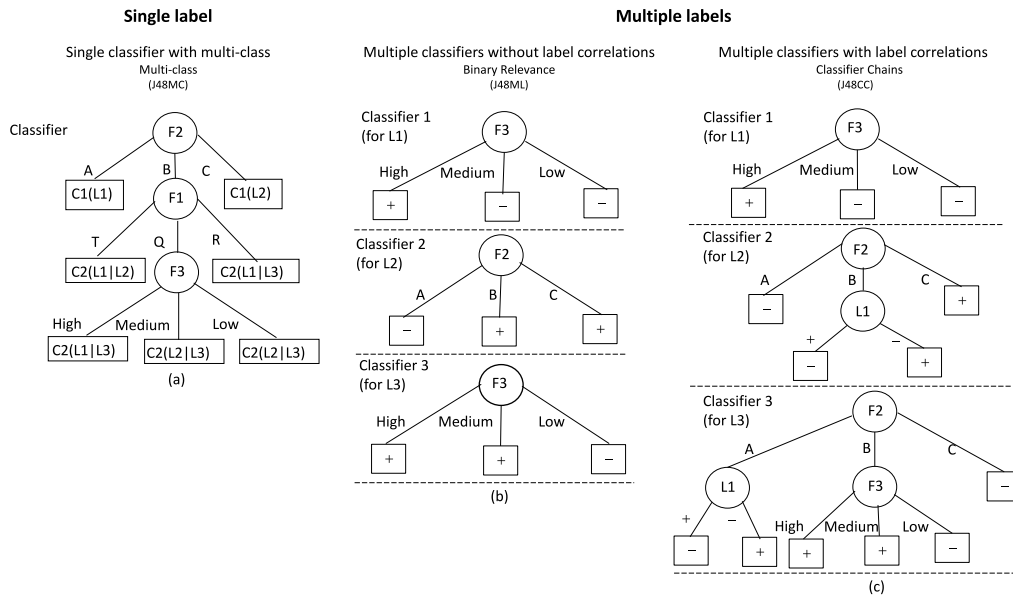 Single label
Multiple labels
Single classifier with multi-class
Multi-class
(J48MC)
Classifier
F2
A
B
C
C1(L1)
C1(L2)
F1
T
Q
R
C2(L1|L2)
F3
C2(L1|L3)
High
Medium
Low
C2(L1|L3)
C2(L2|L3)
C2(L2|L3)
(a)
Multiple classifiers without label correlations
Binary Relevance
(J48ML)
Classifier 1
(for L1)
F3
High
Medium
Low
+
−
−
Classifier 2
(for L2)
F2
A
B
C
−
+
+
Classifier 3
(for L3)
F3
High
Medium
Low
+
+
−
(b)
Multiple classifiers with label correlations
Classifier Chains
(J48CC)
Classifier 1
(for L1)
F3
High
Medium
Low
+
−
−
Classifier 2
(for L2)
F2
A
B
C
−
L1
+
+
−
−
+
Classifier 3
(for L3)
F2
A
B
C
L1
F3
−
+
−
High
Medium
Low
−
+
+
+
−
(c)